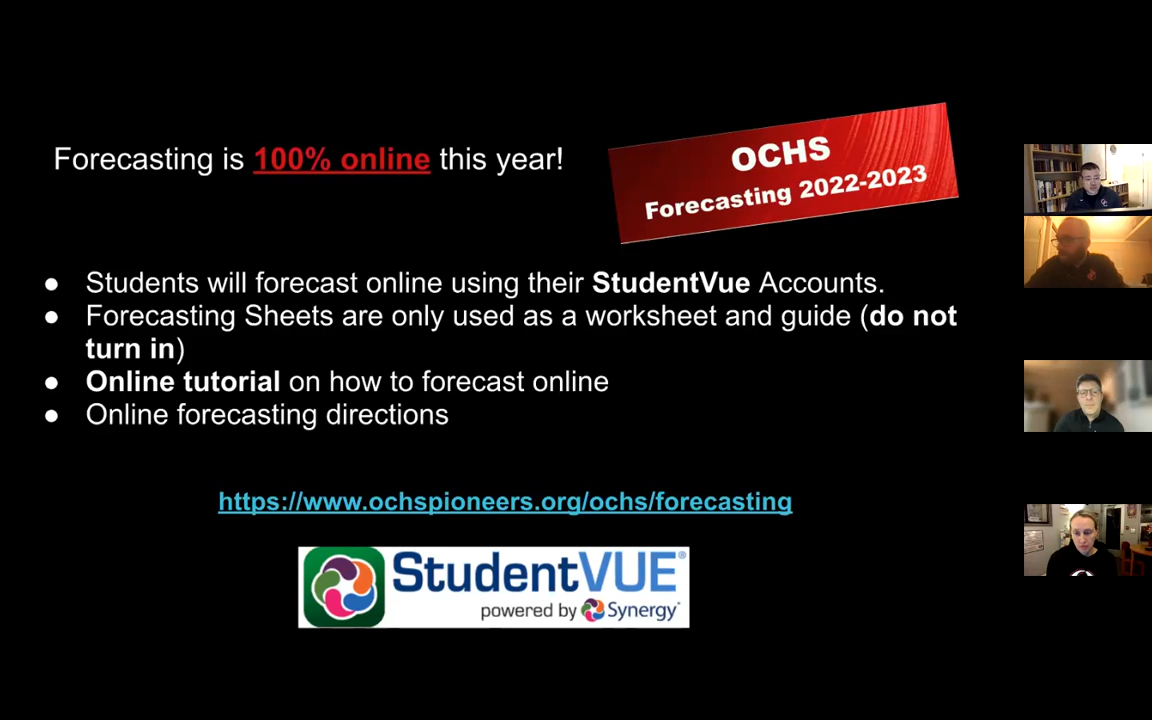 Forecasting is 100% online this year!
OCHS
Forecasting 2022-2023
● Students will forecast online using their StudentVue Accounts.
● Forecasting Sheets are only used as a worksheet and guide (do not
turn in)
● Online tutorial on how to forecast online
● Online forecasting directions
https://www.ochspioneers.org/ochs/forecasting
StudentVUE®
powered by Synergy™